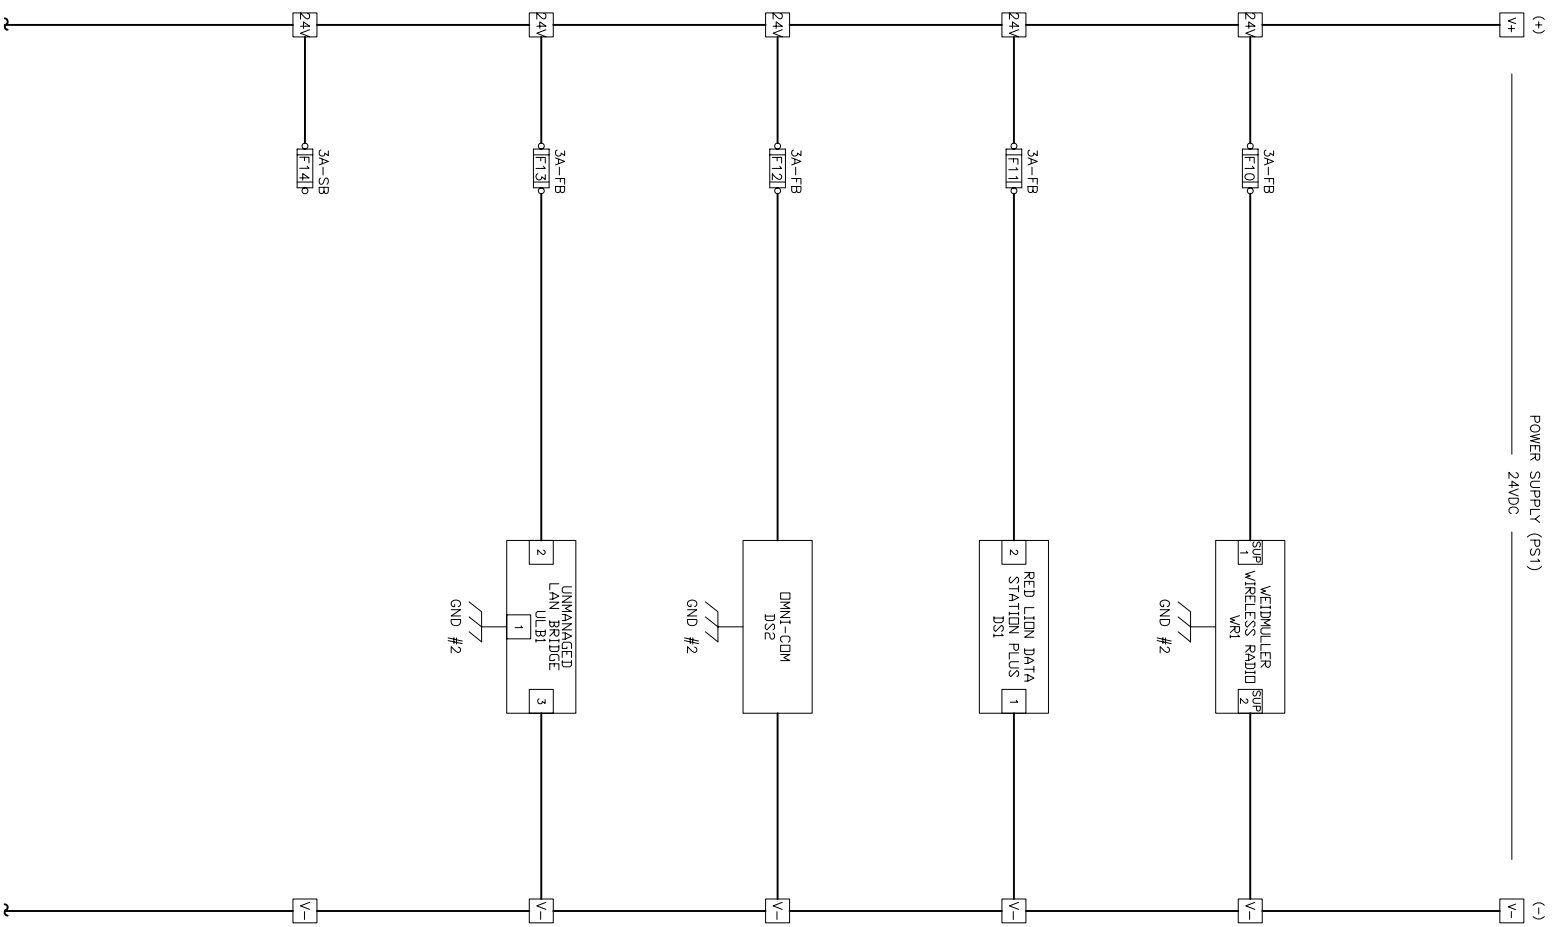 (+)
POWER SUPPLY (PS1)
(-)
V+
24VDC
V-
24V
3A-FB
F10
SUP
1
WEIDMULLER
WIRELESS RADIO
WR1
SUP
2
GND #2
V-
24V
3A-FB
F11
2
RED LION DATA
STATION PLUS
DS1
1
V-
24V
3A-FB
F12
OMNI-COM
DS2
GND #2
V-
24V
3A-FB
F13
2
UNMANAGED
LAN BRIDGE
ULB1
1
3
GND #2
V-
24V
3A-SB
F14
V-